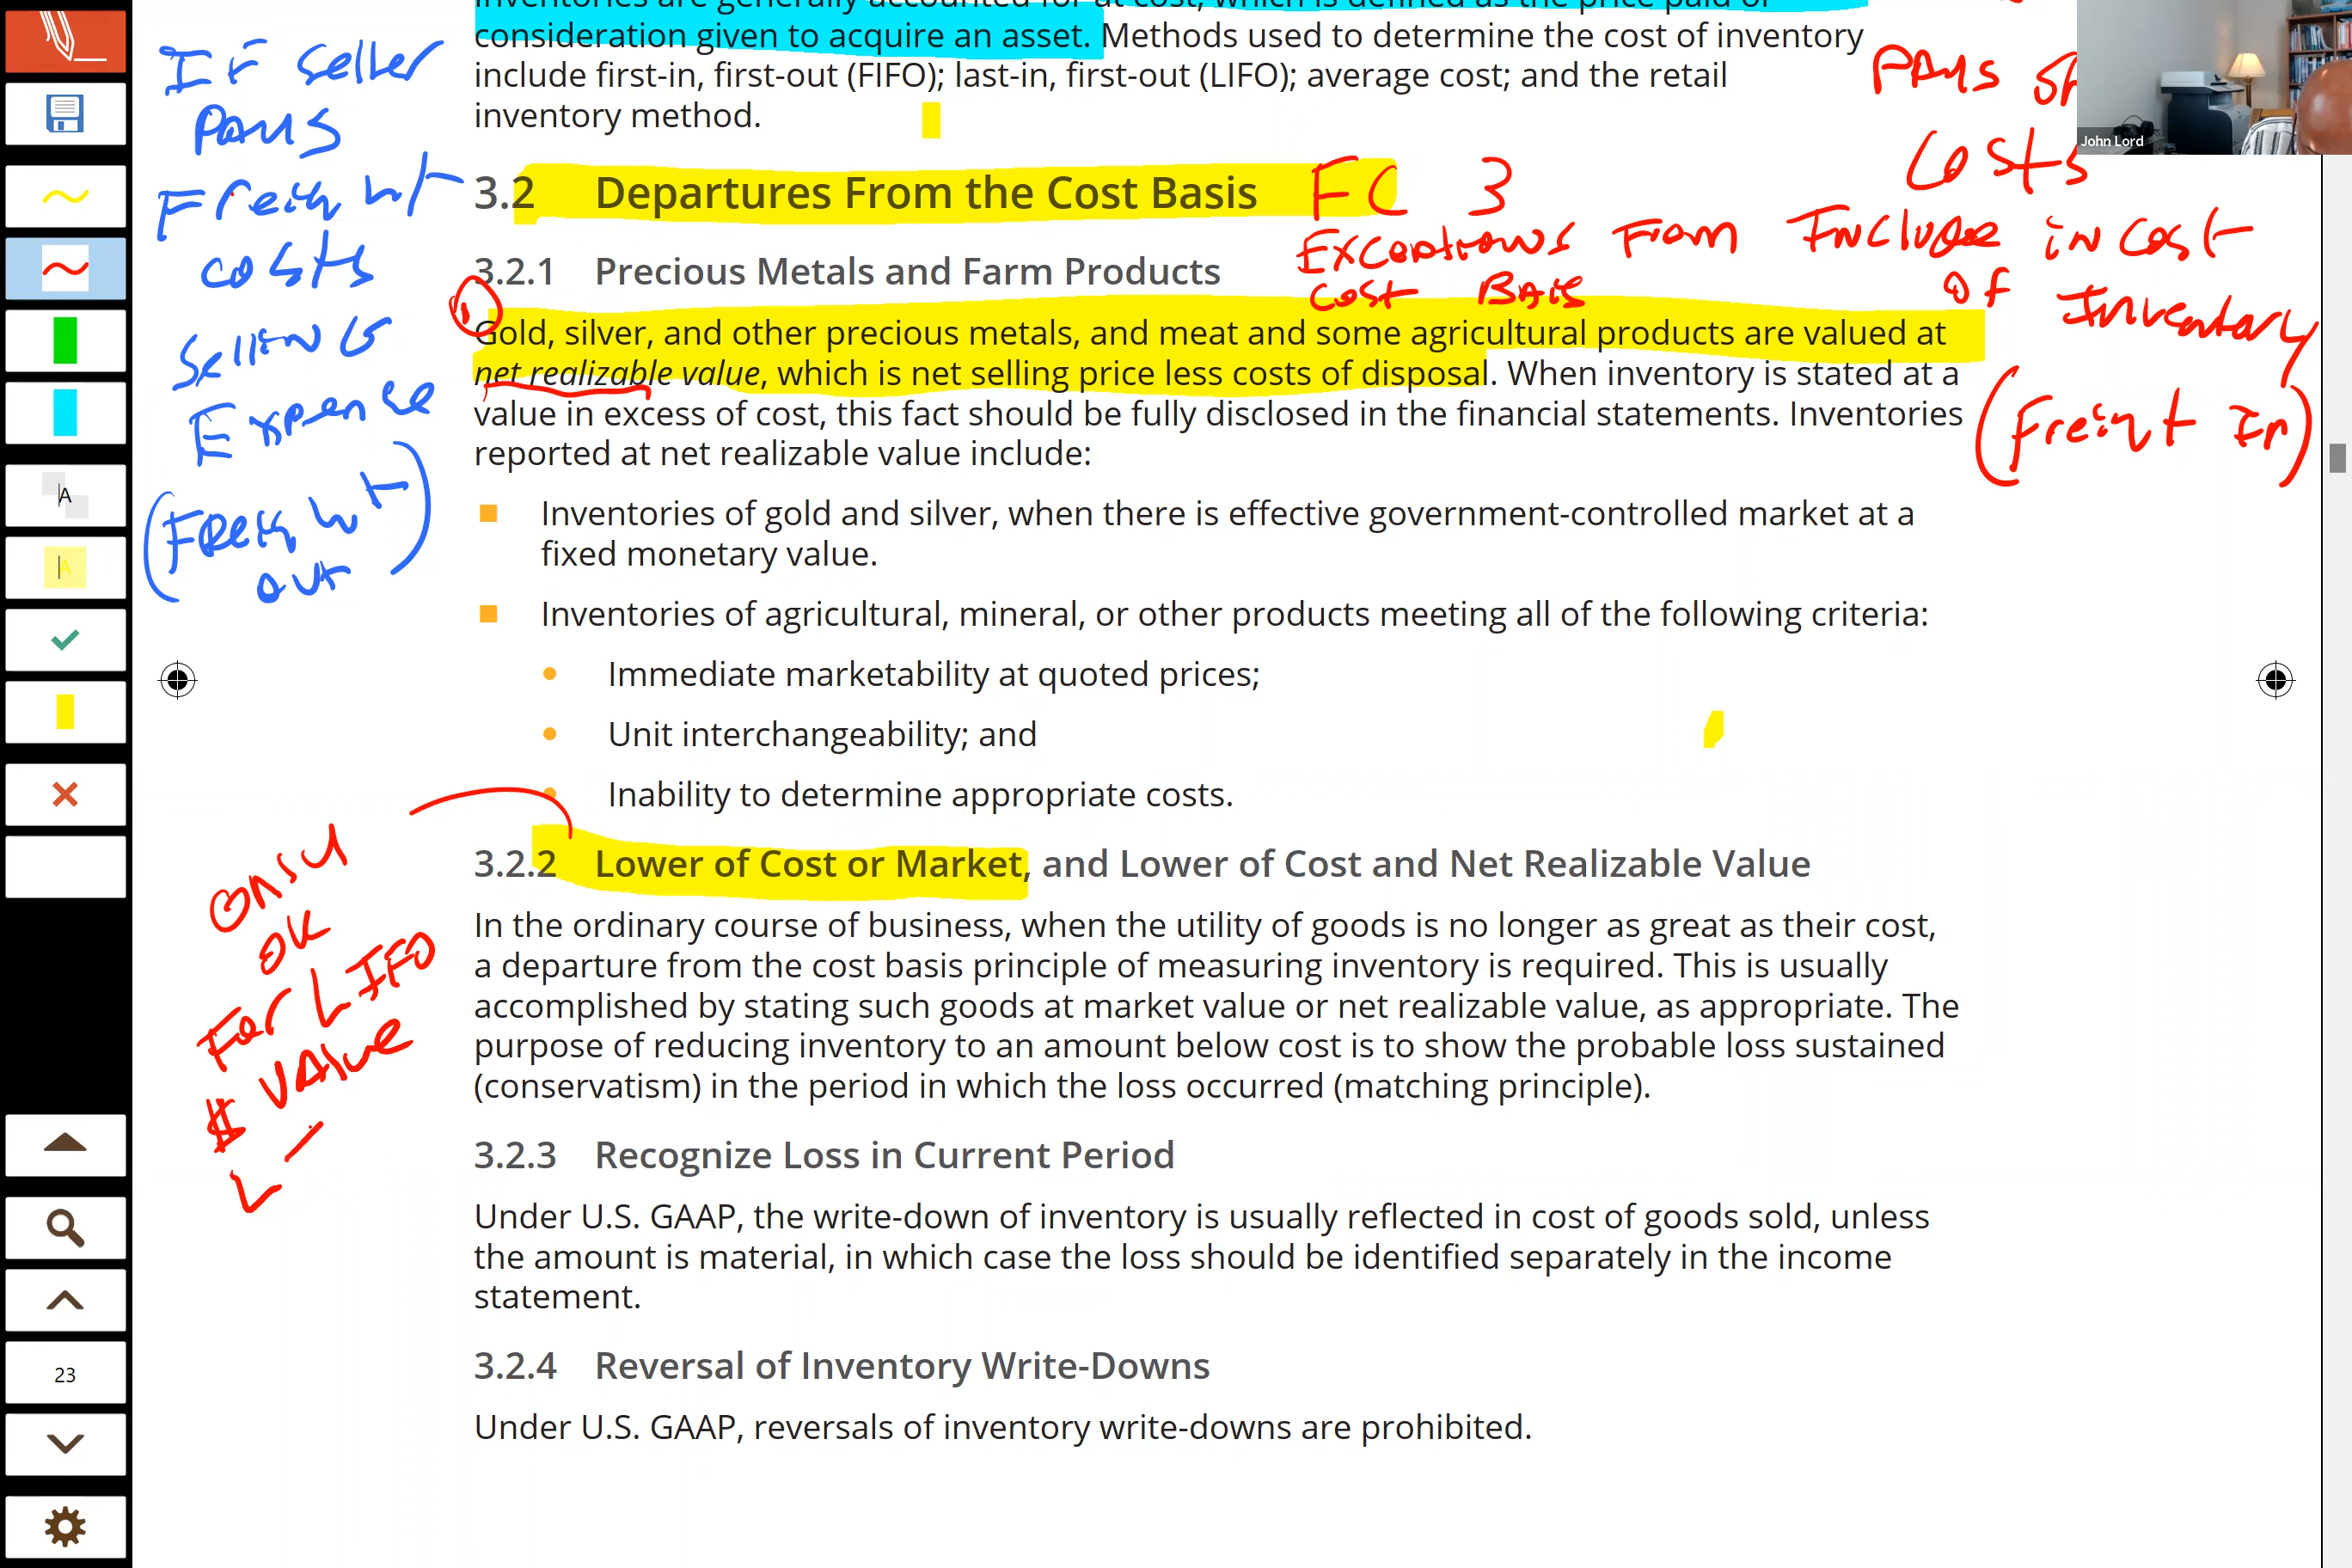 consideration given to acquire an asset. Methods used to determine the cost of inventory
include first-in, first-out (FIFO); last-in, first-out (LIFO); average cost; and the retail
inventory method.
3.2 Departures From the Cost Basis
3.2.1 Precious Metals and Farm Products
Gold, silver, and other precious metals, and meat and some agricultural products are valued at
net realizable value, which is net selling price less costs of disposal. When inventory is stated at a
value in excess of cost, this fact should be fully disclosed in the financial statements. Inventories
reported at net realizable value include:
Inventories of gold and silver, when there is effective government-controlled market at a
fixed monetary value.
Inventories of agricultural, mineral, or other products meeting all of the following criteria:
Immediate marketability at quoted prices;
Unit interchangeability; and
Inability to determine appropriate costs.
3.2.2 Lower of Cost or Market, and Lower of Cost and Net Realizable Value
In the ordinary course of business, when the utility of goods is no longer as great as their cost,
a departure from the cost basis principle of measuring inventory is required. This is usually
accomplished by stating such goods at market value or net realizable value, as appropriate. The
purpose of reducing inventory to an amount below cost is to show the probable loss sustained
(conservatism) in the period in which the loss occurred (matching principle).
3.2.3 Recognize Loss in Current Period
Under U.S. GAAP, the write-down of inventory is usually reflected in cost of goods sold, unless
the amount is material, in which case the loss should be identified separately in the income
statement.
3.2.4 Reversal of Inventory Write-Downs
Under U.S. GAAP, reversals of inventory write-downs are prohibited.
IF seller
Pays
Freight
costs
Selling
Expense
(Freight
out)
1
FC 3
Exceptions From
Cost Basis
Pays
Costs
Include in cost
of Inventory
(Freight In)
only
OK
For LIFO
$ Value
L
John Lord
A
A
23